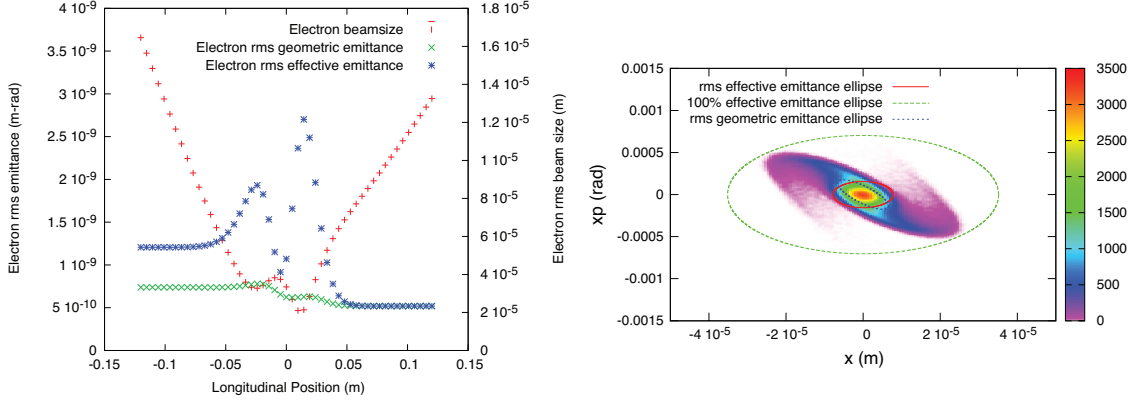 4 10⁻⁹
3.5 10⁻⁹
3 10⁻⁹
2.5 10⁻⁹
2 10⁻⁹
1.5 10⁻⁹
1 10⁻⁹
5 10⁻¹⁰
0
Electron rms emittance (m-rad)
Electron beamsize
Electron rms geometric emittance
Electron rms effective emittance
1.8 10⁻⁵
1.6 10⁻⁵
1.4 10⁻⁵
1.2 10⁻⁵
1 10⁻⁵
8 10⁻⁶
6 10⁻⁶
4 10⁻⁶
2 10⁻⁶
0
Electron rms beam size (m)
-0.15 -0.1 -0.05 0 0.05 0.1 0.15
Longitudinal Position (m)
0.0015
0.001
0.0005
0
-0.0005
-0.001
-0.0015
xp (rad)
rms effective emittance ellipse
100% effective emittance ellipse
rms geometric emittance ellipse
-4 10⁻⁵ -2 10⁻⁵ 0 2 10⁻⁵ 4 10⁻⁵
x (m)
3500
3000
2500
2000
1500
1000
500
0